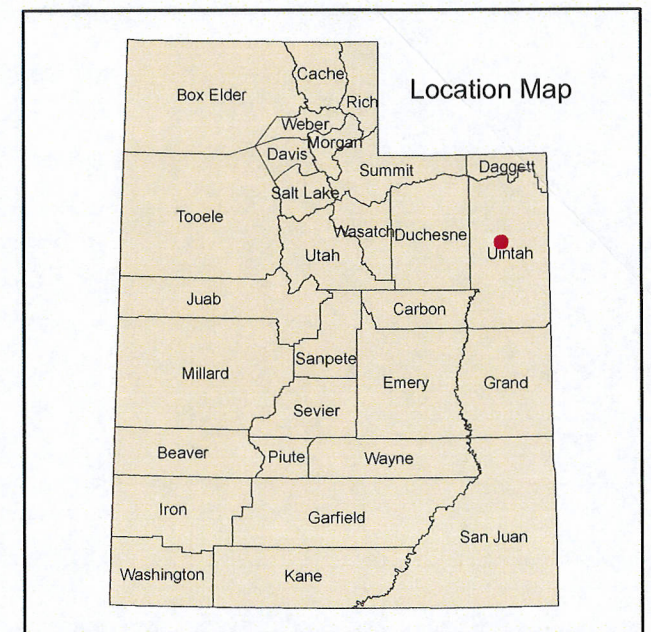 Location Map
Cache
Box Elder
Rich
Weber
Morgan
Davis
Summit
Daggett
Salt Lake
Tooele
Wasatch
Duchesne
Utah
Uintah
Juab
Carbon
Sanpete
Millard
Emery
Grand
Sevier
Beaver
Piute
Wayne
Iron
Garfield
San Juan
Washington
Kane